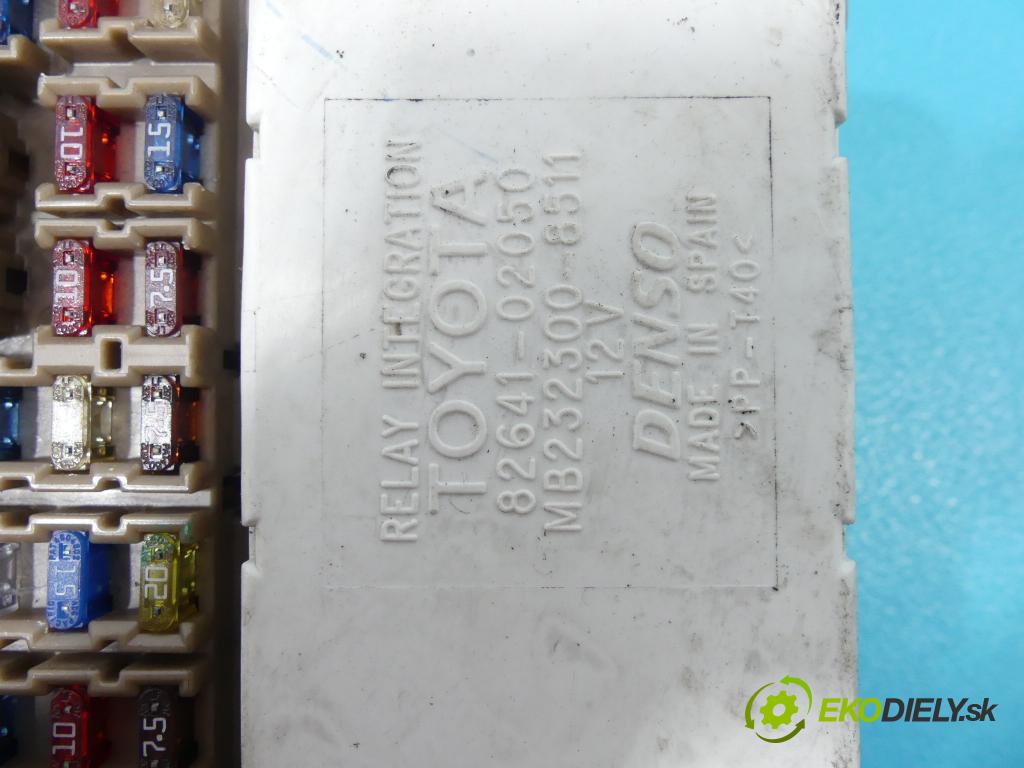 RELAY INTEGRATION
TOYOTA
82641-02050
MB232300-8511
12V
DENSO
MADE IN SPAIN
>PP-T40<
10
15
10
7.5
15
20
10
7.5
EKODIELY.sk